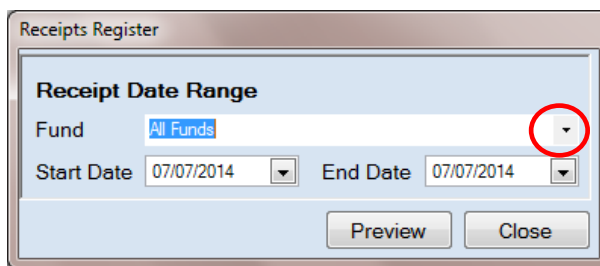 Receipts Register
Receipt Date Range
Fund All Funds
Start Date 07/07/2014 End Date 07/07/2014
Preview Close